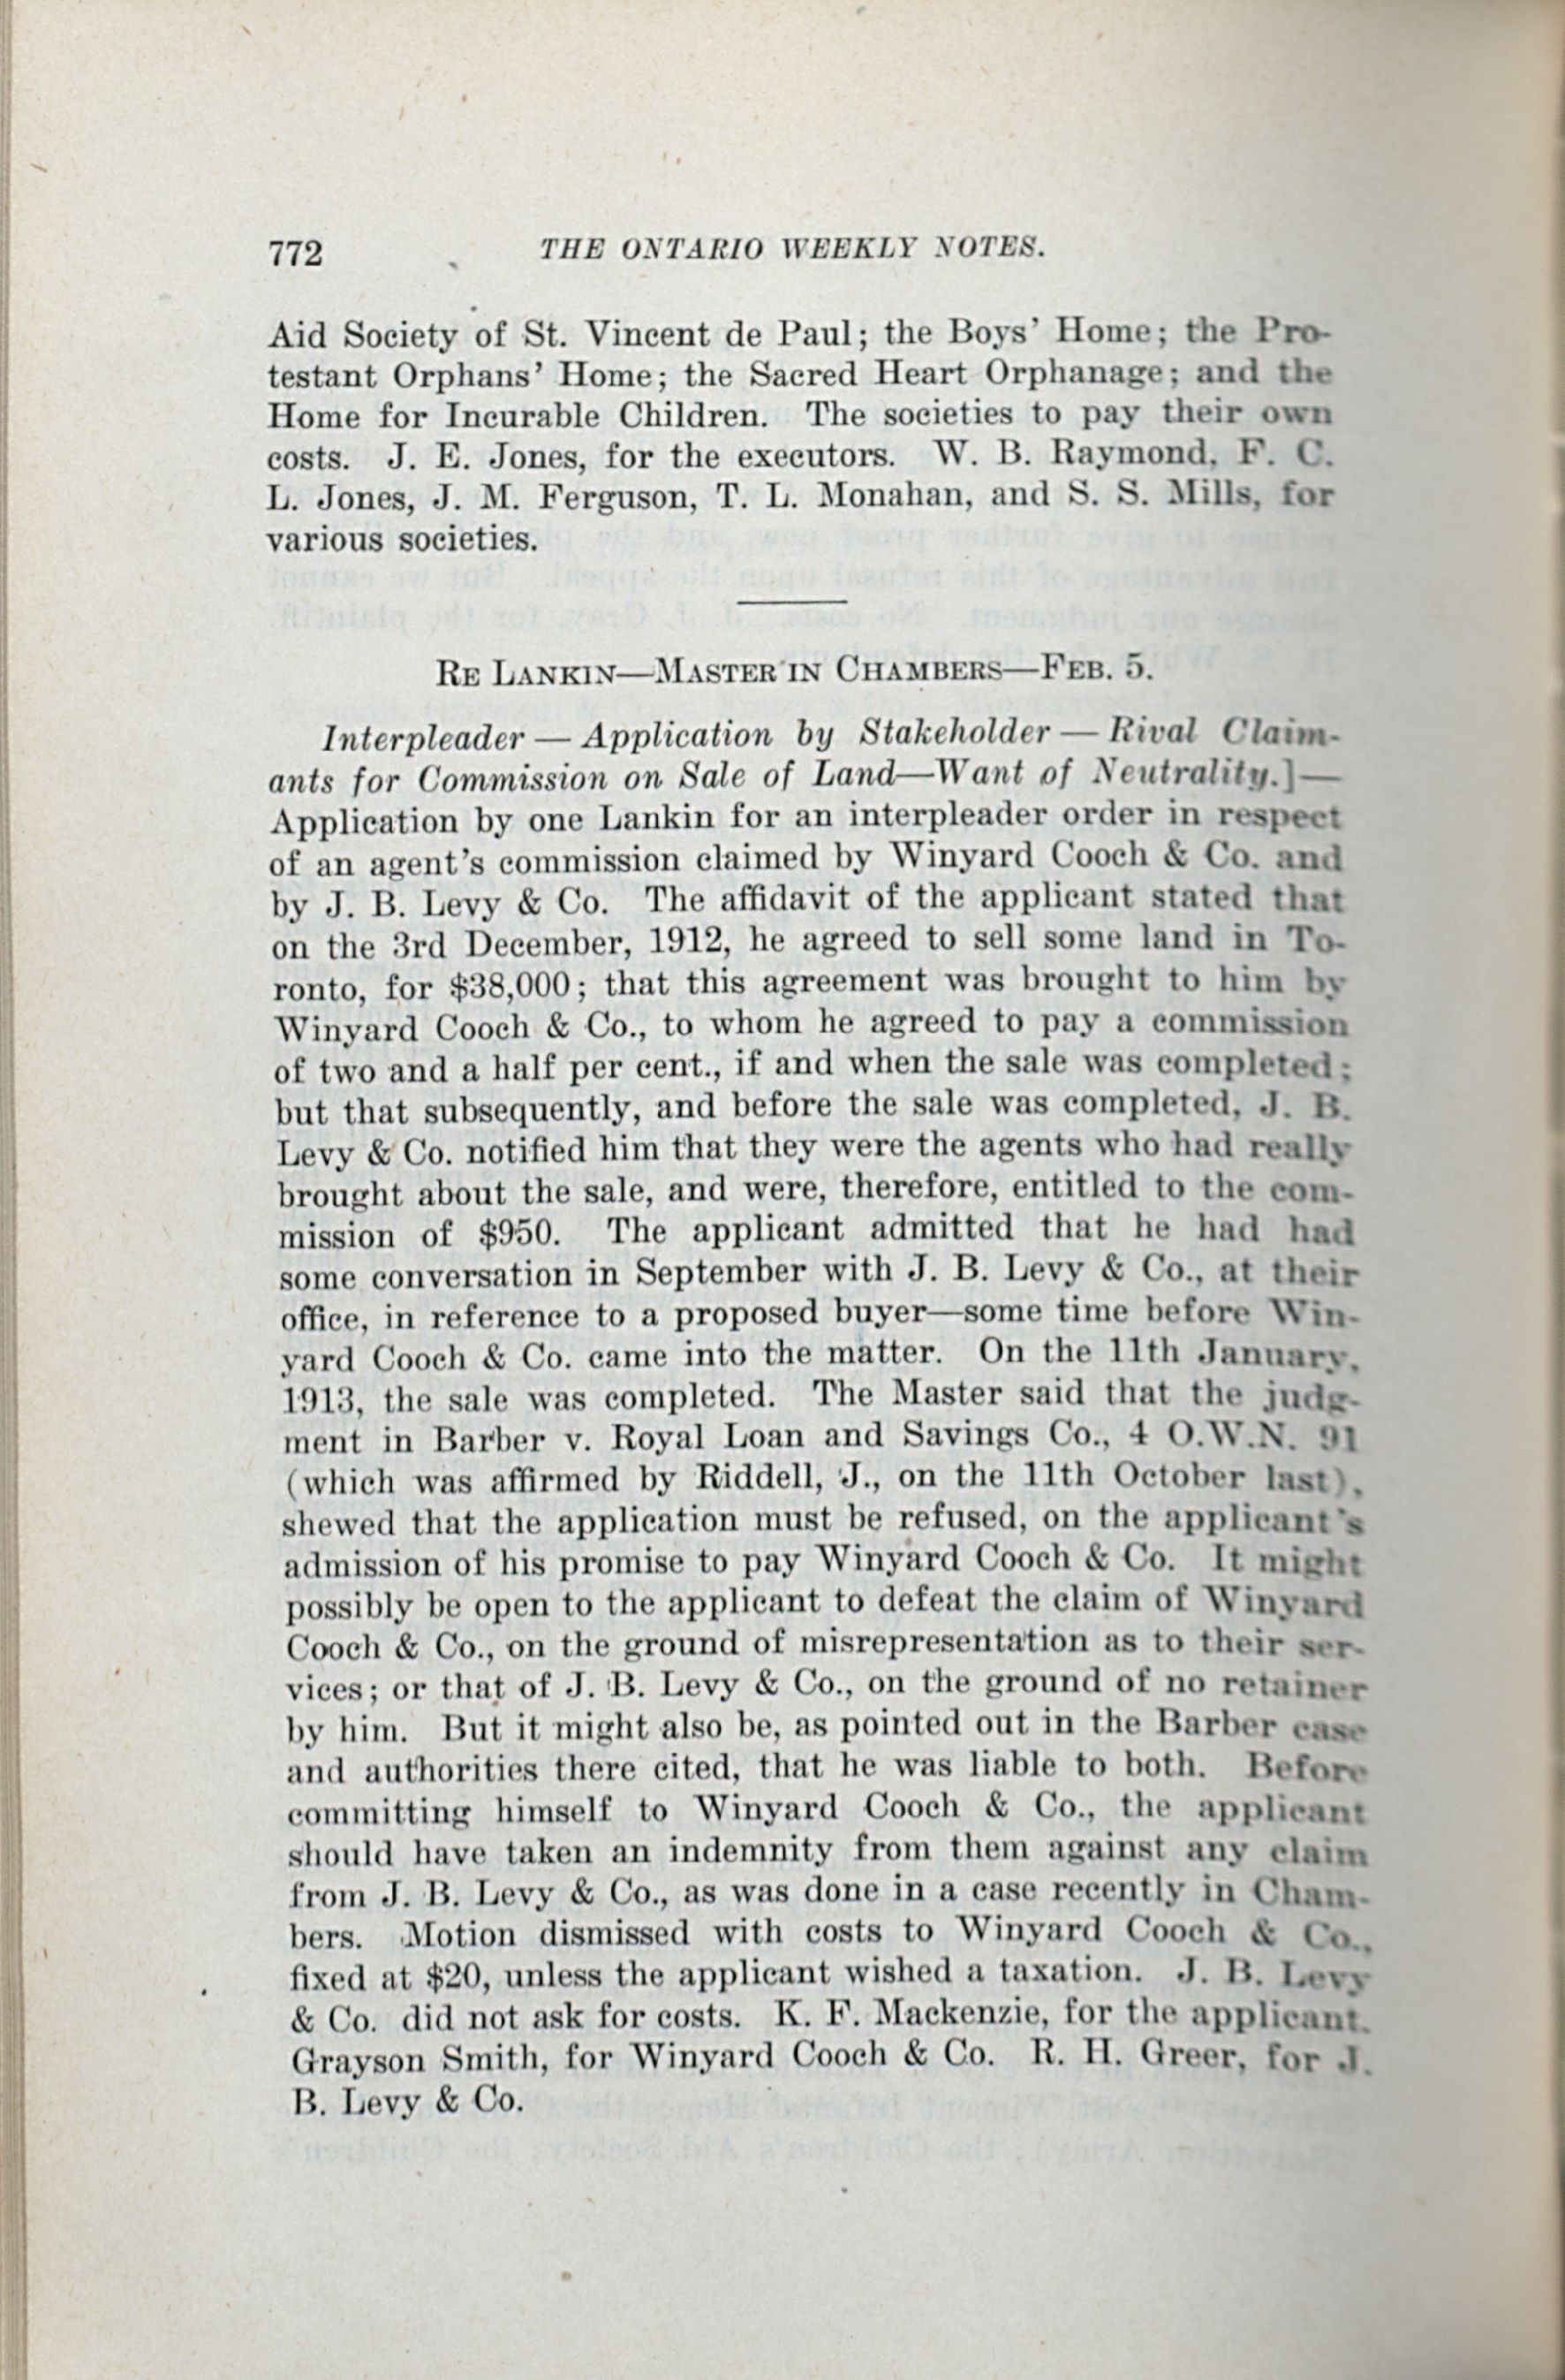 772 THE ONTARIO WEEKLY NOTES.
Aid Society of St. Vincent de Paul; the Boys' Home; the Pro-
testant Orphans' Home; the Sacred Heart Orphanage; and the
Home for Incurable Children. The societies to pay their own
costs. J. E. Jones, for the executors. W. B. Raymond, F. C.
L. Jones, J. M. Ferguson, T. L. Monahan, and S. S. Mills, for
various societies.
RE LANKIN—MASTER IN CHAMBERS—FEB. 5.
Interpleader — Application by Stakeholder — Rival Claim-
ants for Commission on Sale of Land—Want of Neutrality.]—
Application by one Lankin for an interpleader order in respect
of an agent's commission claimed by Winyard Cooch & Co. and
by J. B. Levy & Co. The affidavit of the applicant stated that
on the 3rd December, 1912, he agreed to sell some land in To-
ronto, for $38,000; that this agreement was brought to him by
Winyard Cooch & Co., to whom he agreed to pay a commission
of two and a half per cent., if and when the sale was completed;
but that subsequently, and before the sale was completed, J. B.
Levy & Co. notified him that they were the agents who had really
brought about the sale, and were, therefore, entitled to the com-
mission of $950. The applicant admitted that he had had
some conversation in September with J. B. Levy & Co., at their
office, in reference to a proposed buyer—some time before Win-
yard Cooch & Co. came into the matter. On the 11th January,
1913, the sale was completed. The Master said that the judg-
ment in Barber v. Royal Loan and Savings Co., 4 O.W.N. 91
(which was affirmed by Riddell, J., on the 11th October last),
shewed that the application must be refused, on the applicant's
admission of his promise to pay Winyard Cooch & Co. It might
possibly be open to the applicant to defeat the claim of Winyard
Cooch & Co., on the ground of misrepresentation as to their ser-
vices; or that of J. B. Levy & Co., on the ground of no retainer
by him. But it might also be, as pointed out in the Barber case
and authorities there cited, that he was liable to both. Before
committing himself to Winyard Cooch & Co., the applicant
should have taken an indemnity from them against any claim
from J. B. Levy & Co., as was done in a case recently in Cham-
bers. Motion dismissed with costs to Winyard Cooch & Co.,
fixed at $20, unless the applicant wished a taxation. J. B. Levy
& Co. did not ask for costs. K. F. Mackenzie, for the applicant.
Grayson Smith, for Winyard Cooch & Co. R. H. Greer, for J.
B. Levy & Co.